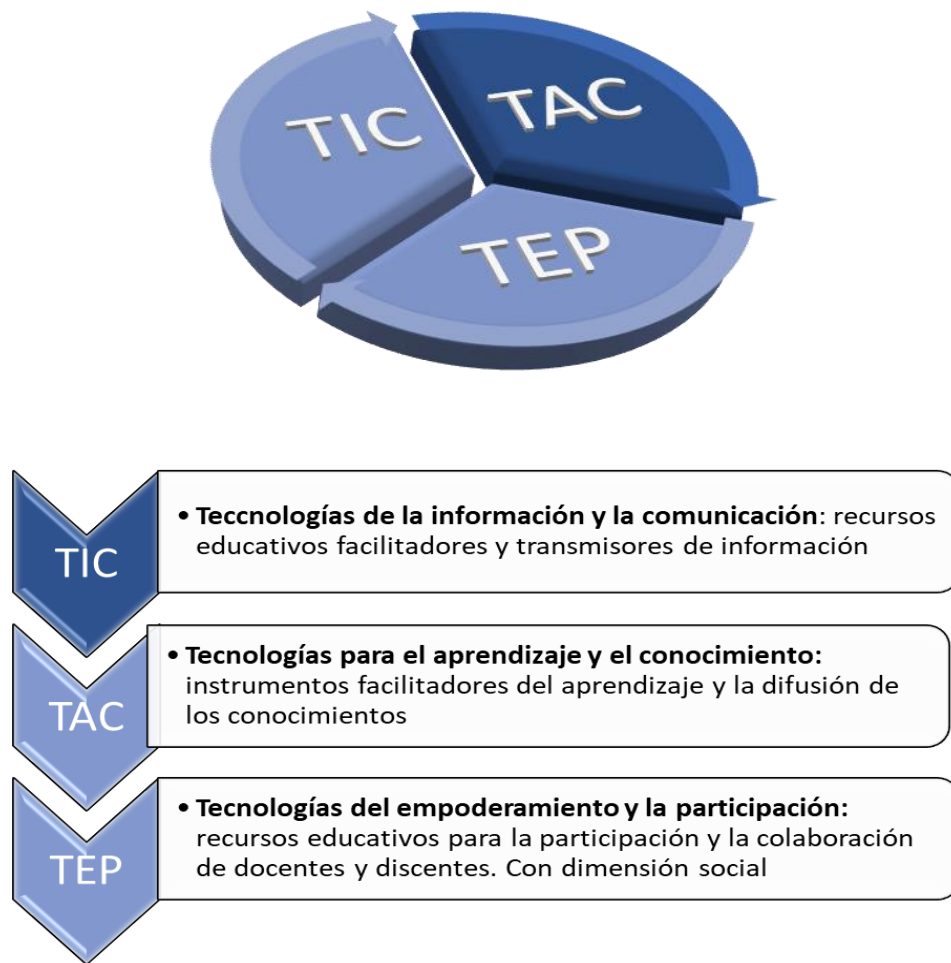 TIC
TAC
TEP
TIC
• Teccnologías de la información y la comunicación: recursos
educativos facilitadores y transmisores de información
TAC
• Tecnologías para el aprendizaje y el conocimiento:
instrumentos facilitadores del aprendizaje y la difusión de
los conocimientos
TEP
• Tecnologías del empoderamiento y la participación:
recursos educativos para la participación y la colaboración
de docentes y discentes. Con dimensión social